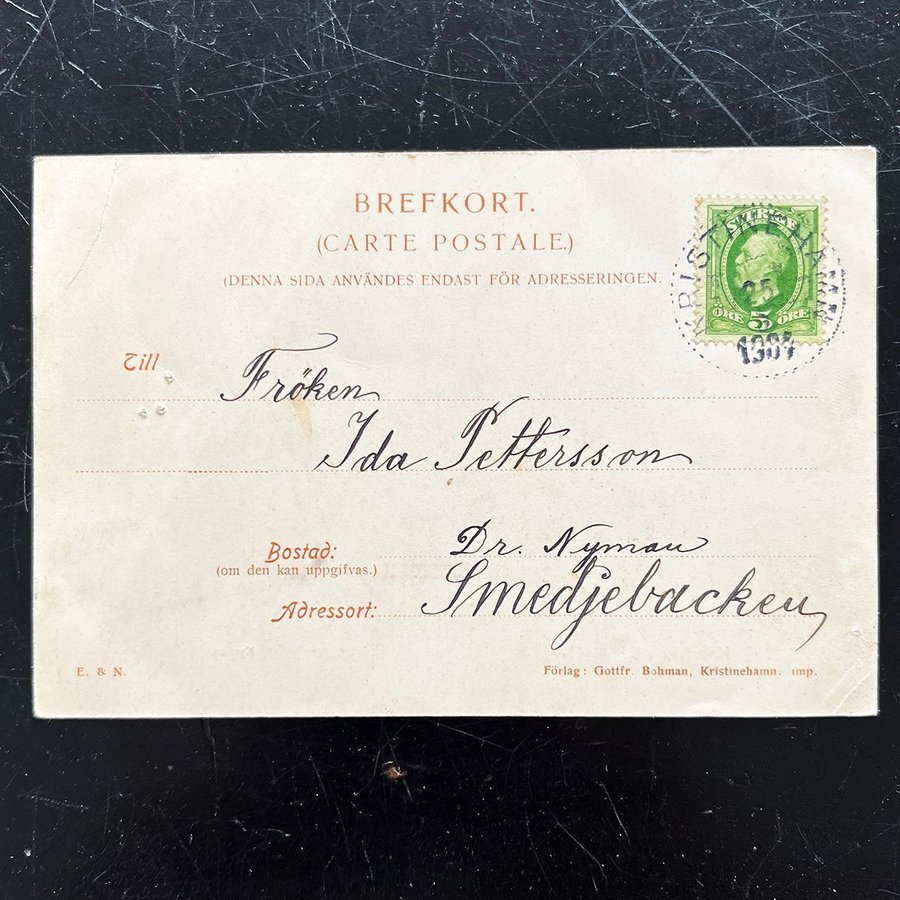 BREFKORT.
(CARTE POSTALE.)
(DENNA SIDA ANVÄNDES ENDAST FÖR ADRESSERINGEN.
SVERIGE
ÖRE 5 ÖRE
KRISTINEHAMN
25
Till
Fröken
Ida Pettersson
Bostad: Dr. Nyman
(om den kan uppgifvas.)
Adressort: Smedjebacken,
E. & N.
Förlag: Gottfr. Bohman, Kristinehamn. imp.